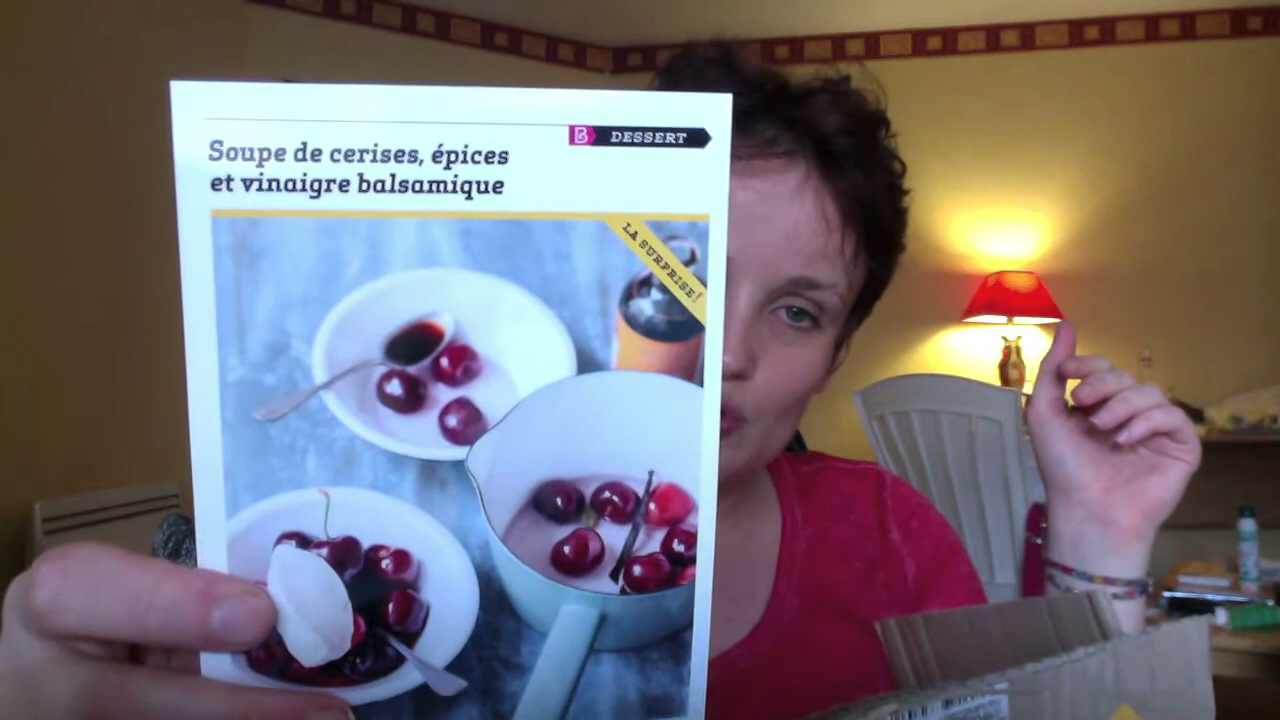 B DESSERT
Soupe de cerises, épices
et vinaigre balsamique
LA SURPRISE!